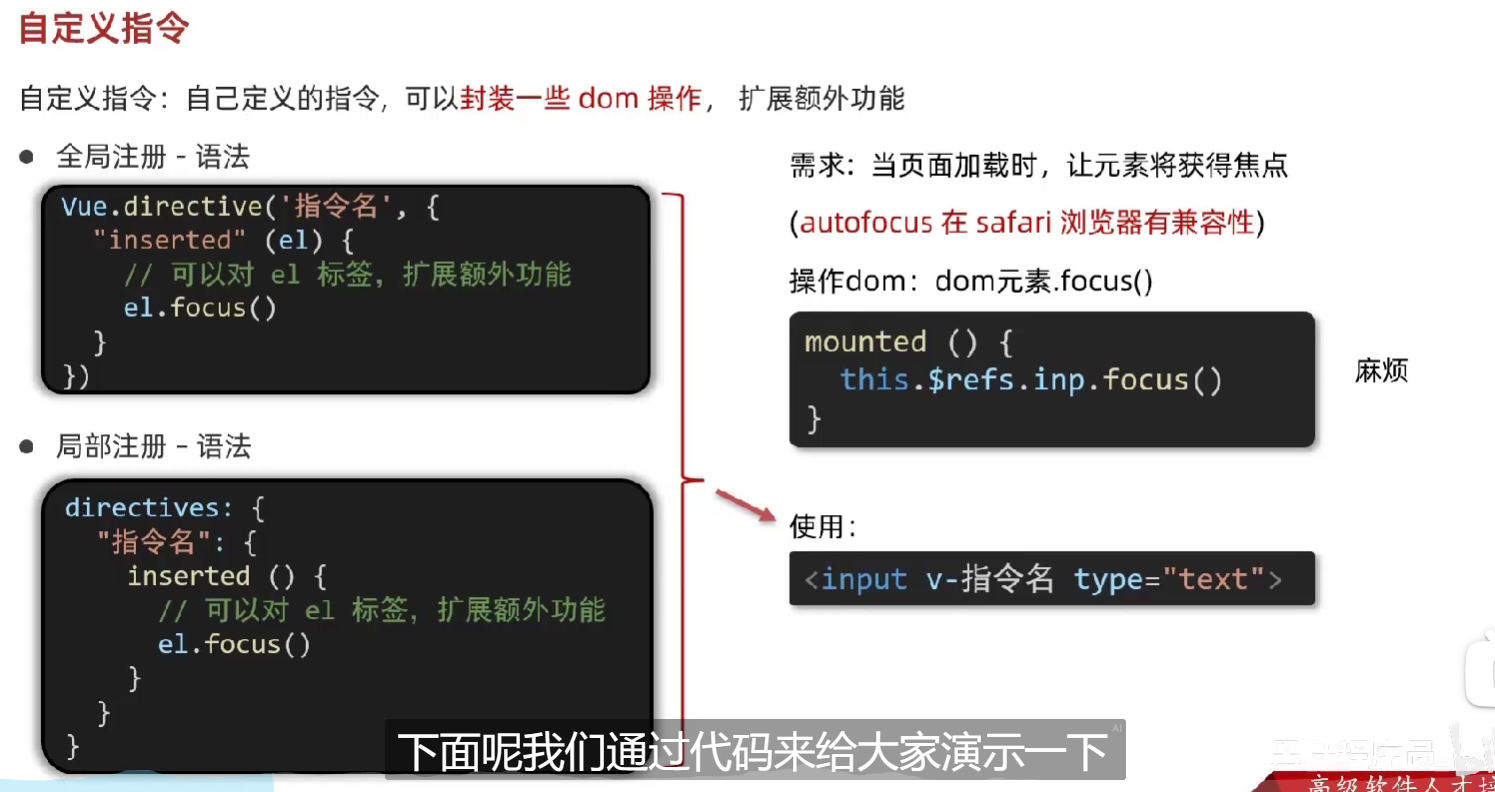 自定义指令
自定义指令：自己定义的指令，可以封装一些 dom 操作， 扩展额外功能
● 全局注册 - 语法
Vue.directive('指令名', {
"inserted" (el) {
// 可以对 el 标签，扩展额外功能
el.focus()
}
})
● 局部注册 - 语法
directives: {
"指令名": {
inserted () {
// 可以对 el 标签，扩展额外功能
el.focus()
}
}
}
需求：当页面加载时，让元素将获得焦点
(autofocus 在 safari 浏览器有兼容性)
操作dom：dom元素.focus()
mounted () {
this.$refs.inp.focus()
}
麻烦
使用：
<input v-指令名 type="text">
下面呢我们通过代码来给大家演示一下
AI
高级软件人才培